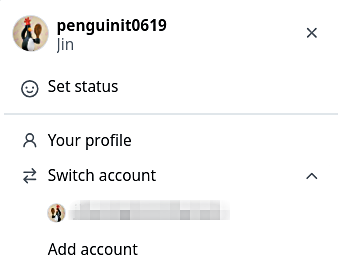 penguinit0619
Jin
Set status
Your profile
Switch account
Add account